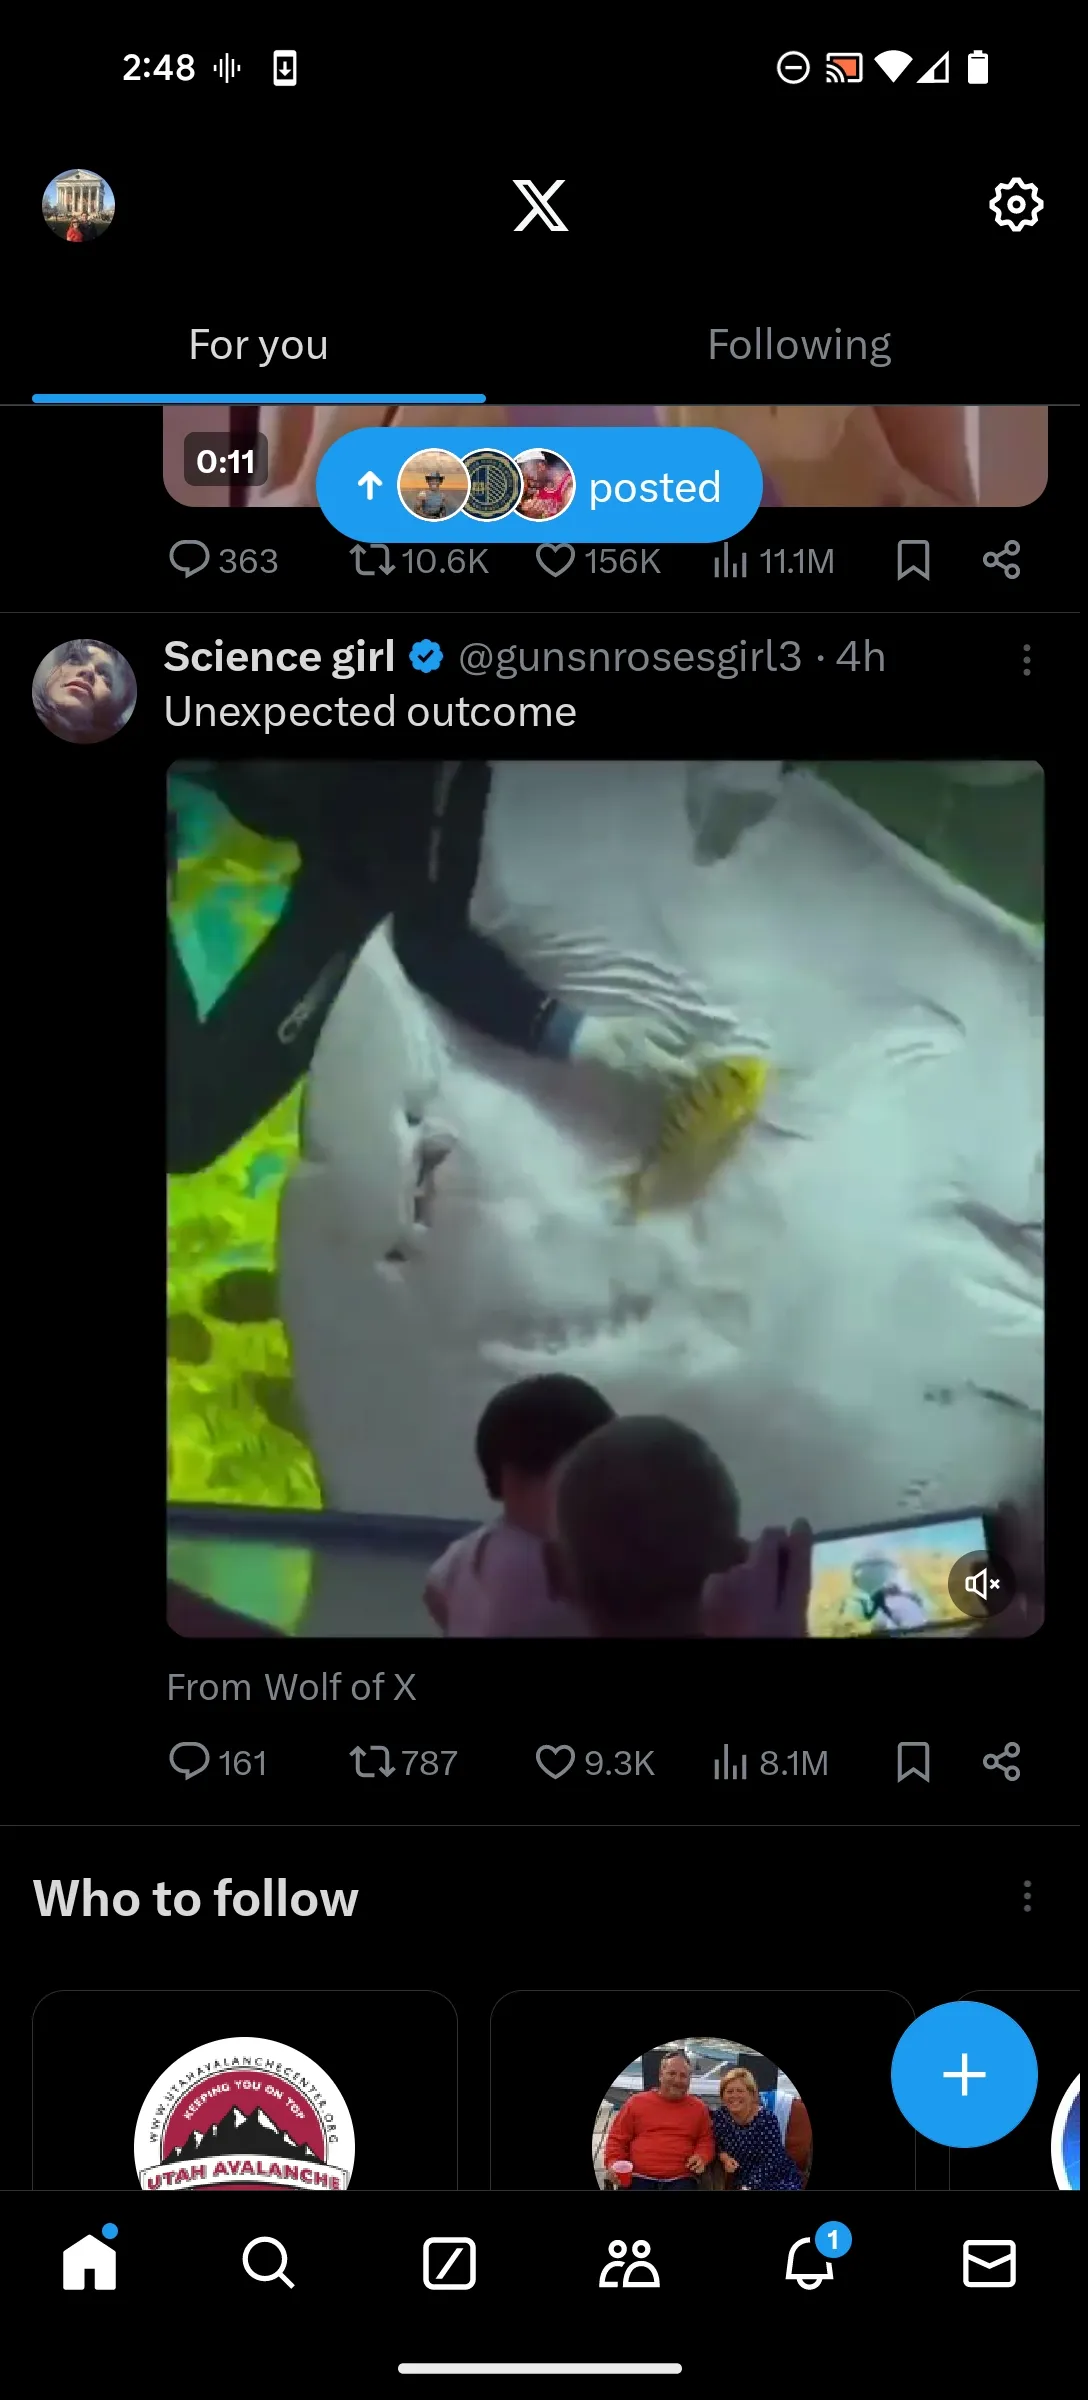 2:48
For you
Following
0:11
posted
363
10.6K
156K
11.1M
Science girl @gunsnrosesgirl3 · 4h
Unexpected outcome
From Wolf of X
161
787
9.3K
8.1M
Who to follow
WWW.UTAHAVALANCHECENTER.ORG
KEEPING YOU ON TOP
UTAH AVALANCHE
1